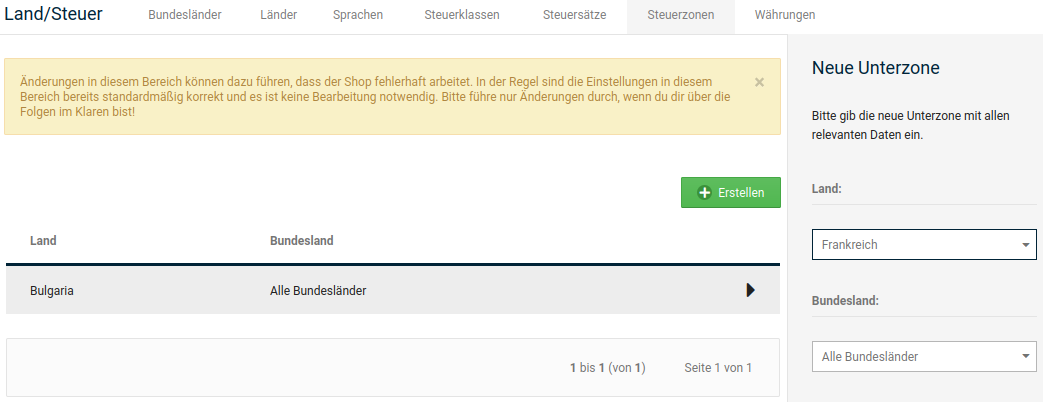 Land/Steuer Bundesländer Länder Sprachen Steuerklassen Steuersätze Steuerzonen Währungen
Änderungen in diesem Bereich können dazu führen, dass der Shop fehlerhaft arbeitet. In der Regel sind die Einstellungen in diesem
Bereich bereits standardmäßig korrekt und es ist keine Bearbeitung notwendig. Bitte führe nur Änderungen durch, wenn du dir über die
Folgen im Klaren bist!
×
Erstellen
Land Bundesland
Bulgaria Alle Bundesländer
1 bis 1 (von 1) Seite 1 von 1
Neue Unterzone
Bitte gib die neue Unterzone mit allen
relevanten Daten ein.
Land:
Frankreich
Bundesland:
Alle Bundesländer